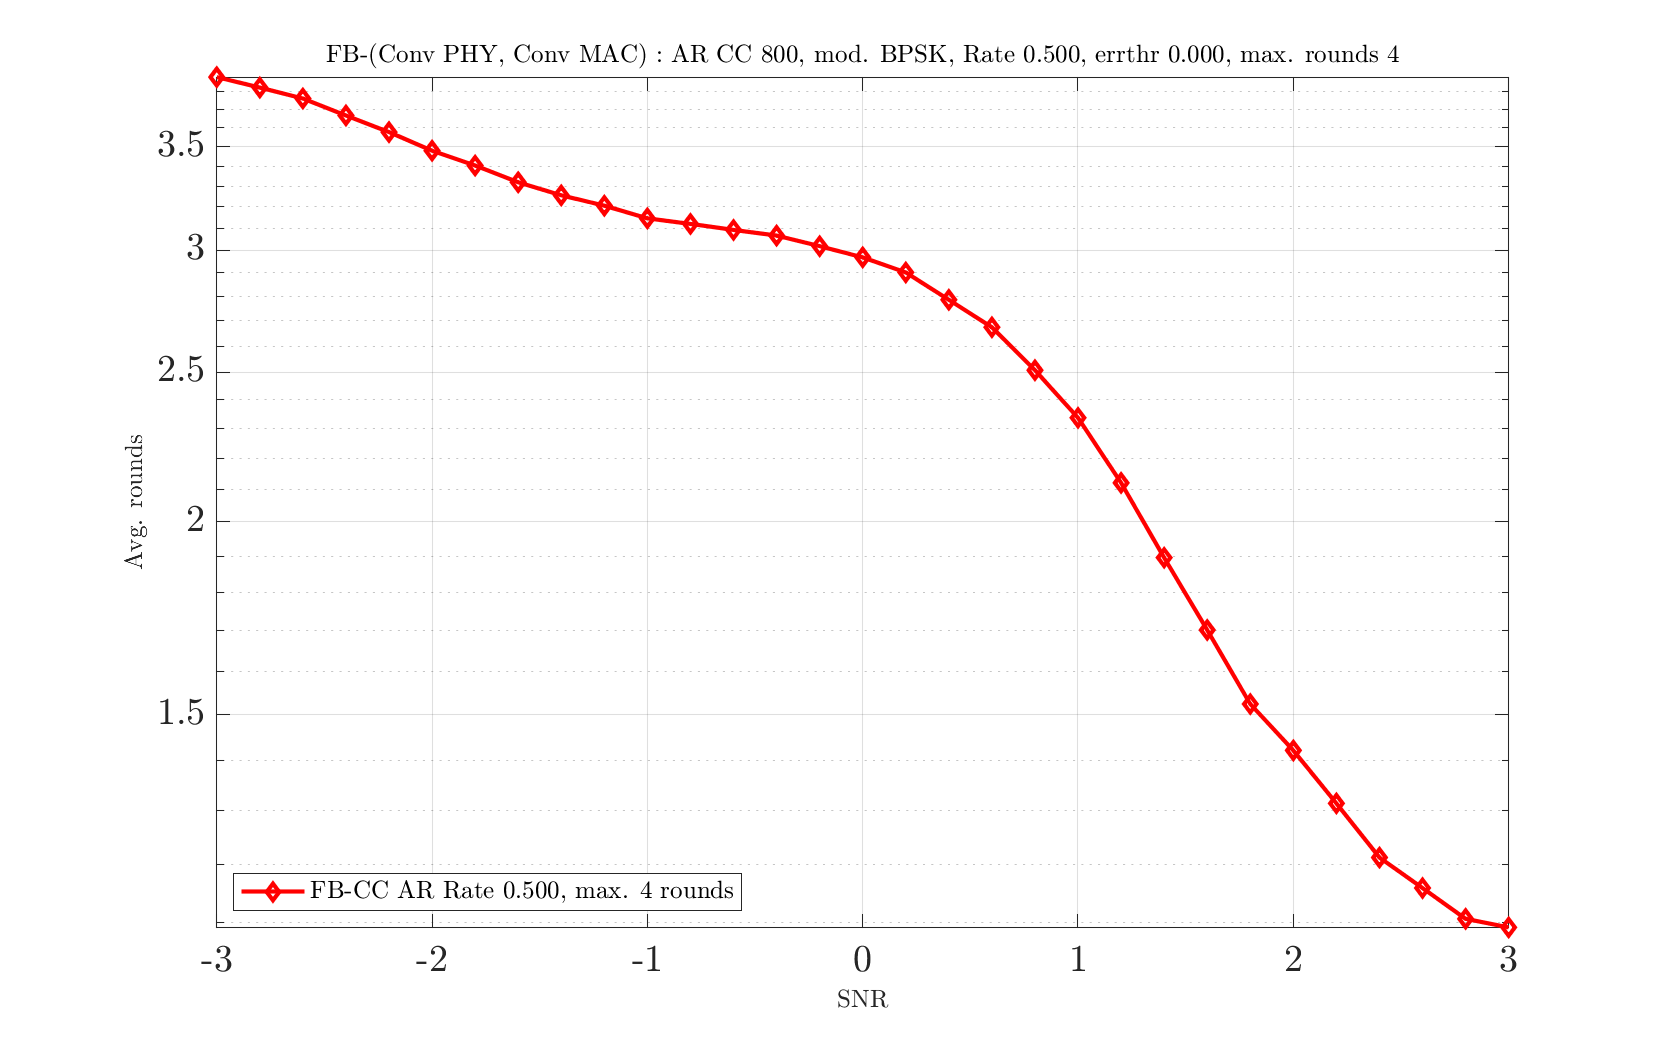 FB-(Conv PHY, Conv MAC) : AR CC 800, mod. BPSK, Rate 0.500, errthr 0.000, max. rounds 4
3.5
3
2.5
2
1.5
Avg. rounds
FB-CC AR Rate 0.500, max. 4 rounds
-3 -2 -1 0 1 2 3
SNR